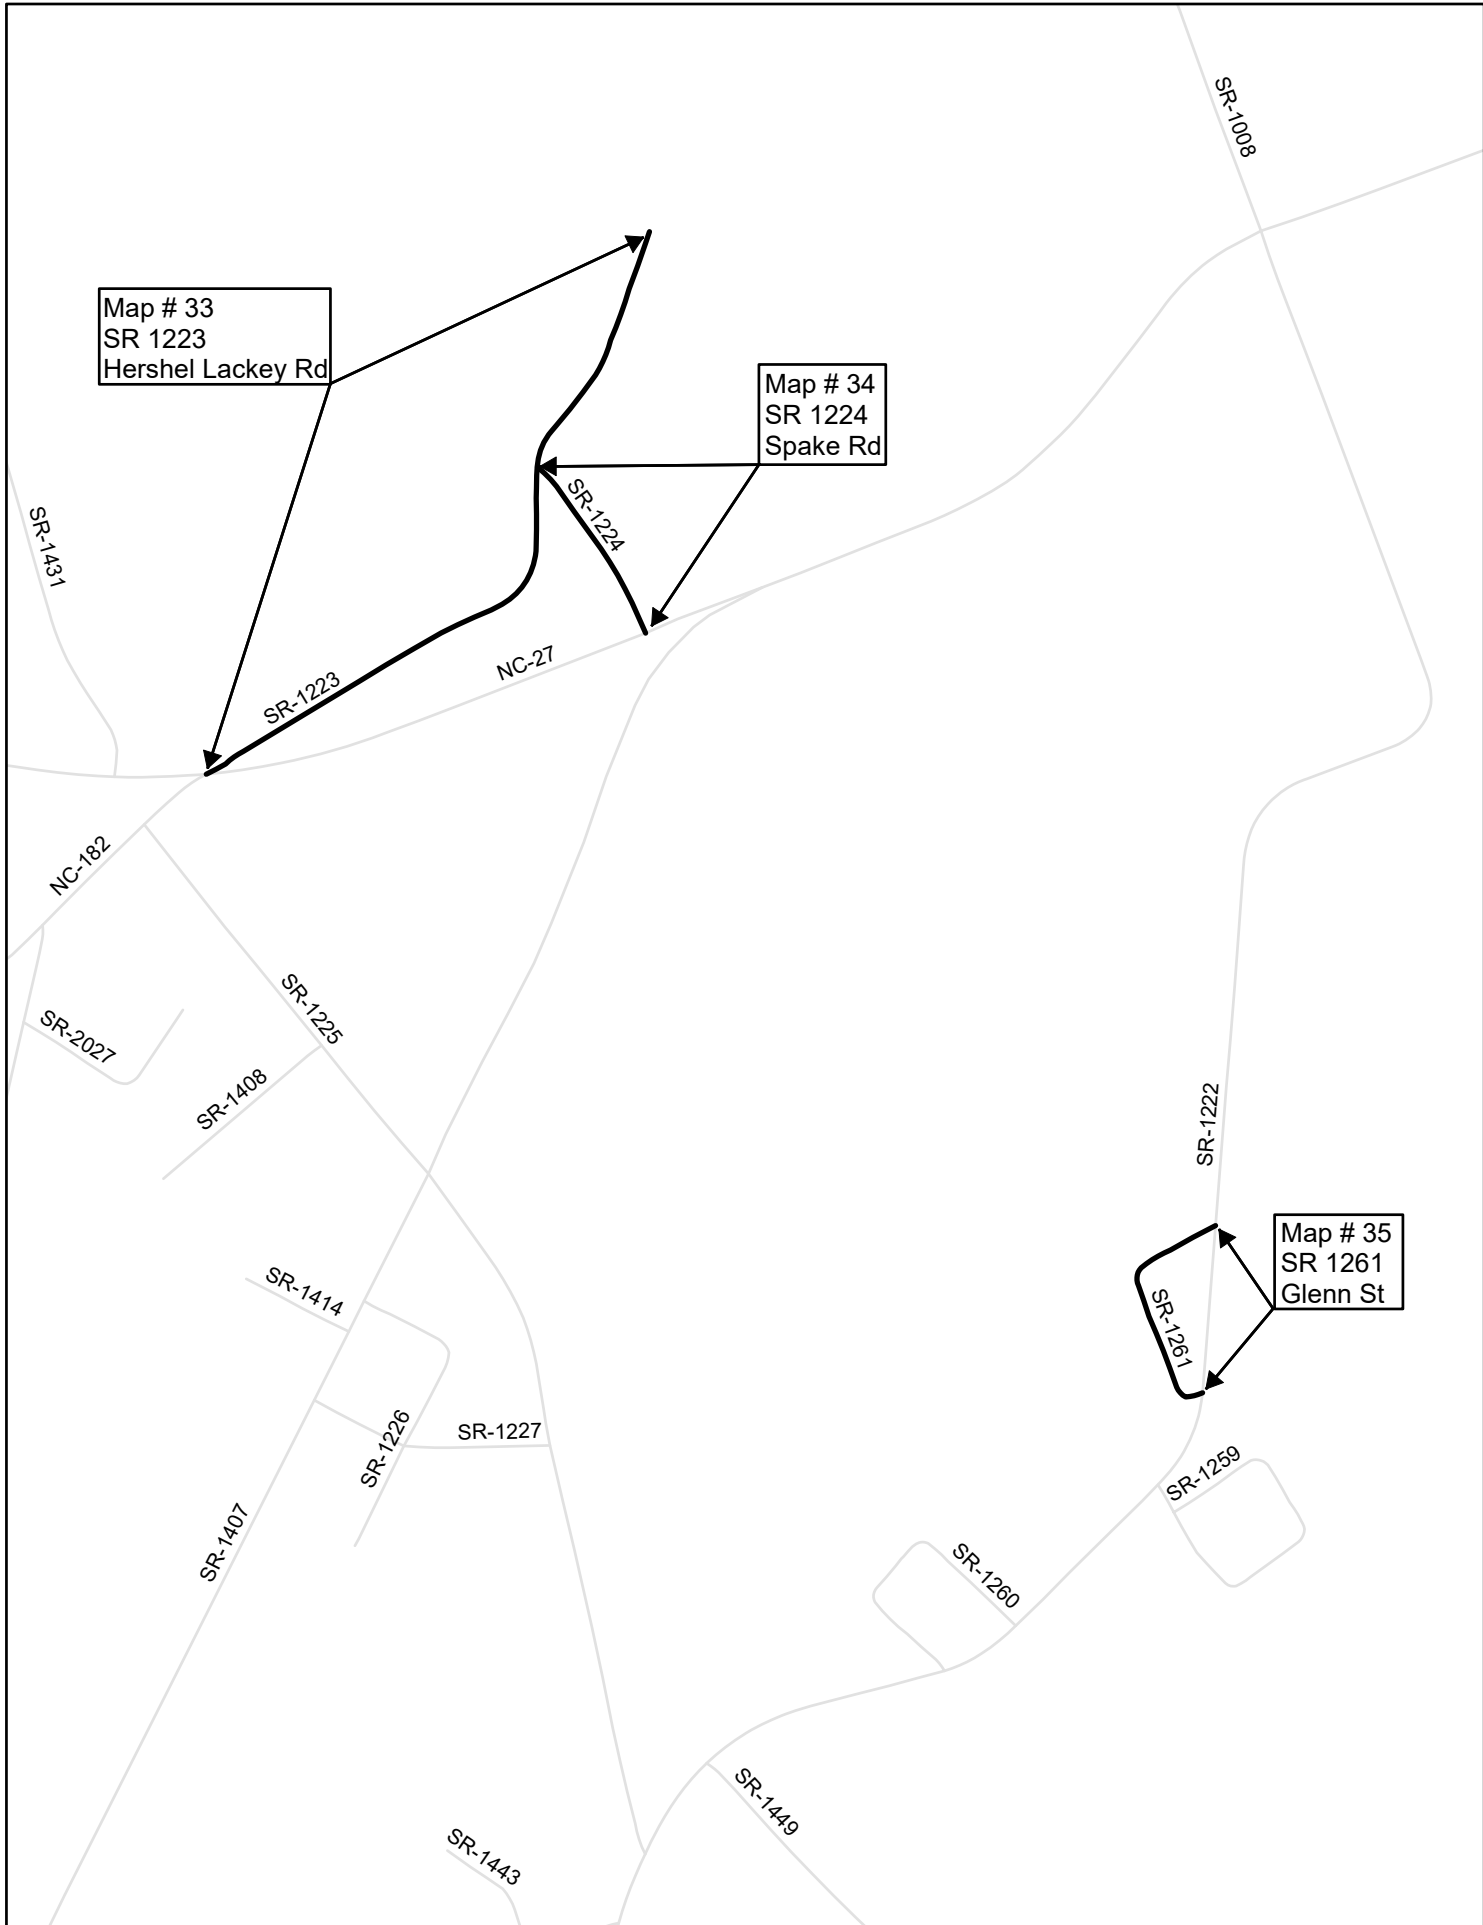 SR-1008
Map # 33
SR 1223
Hershel Lackey Rd
Map # 34
SR 1224
Spake Rd
SR-1431
SR-1224
NC-27
SR-1223
NC-182
SR-1225
SR-2027
SR-1408
SR-1222
Map # 35
SR 1261
Glenn St
SR-1414
SR-1261
SR-1226
SR-1227
SR-1259
SR-1407
SR-1260
SR-1449
SR-1443